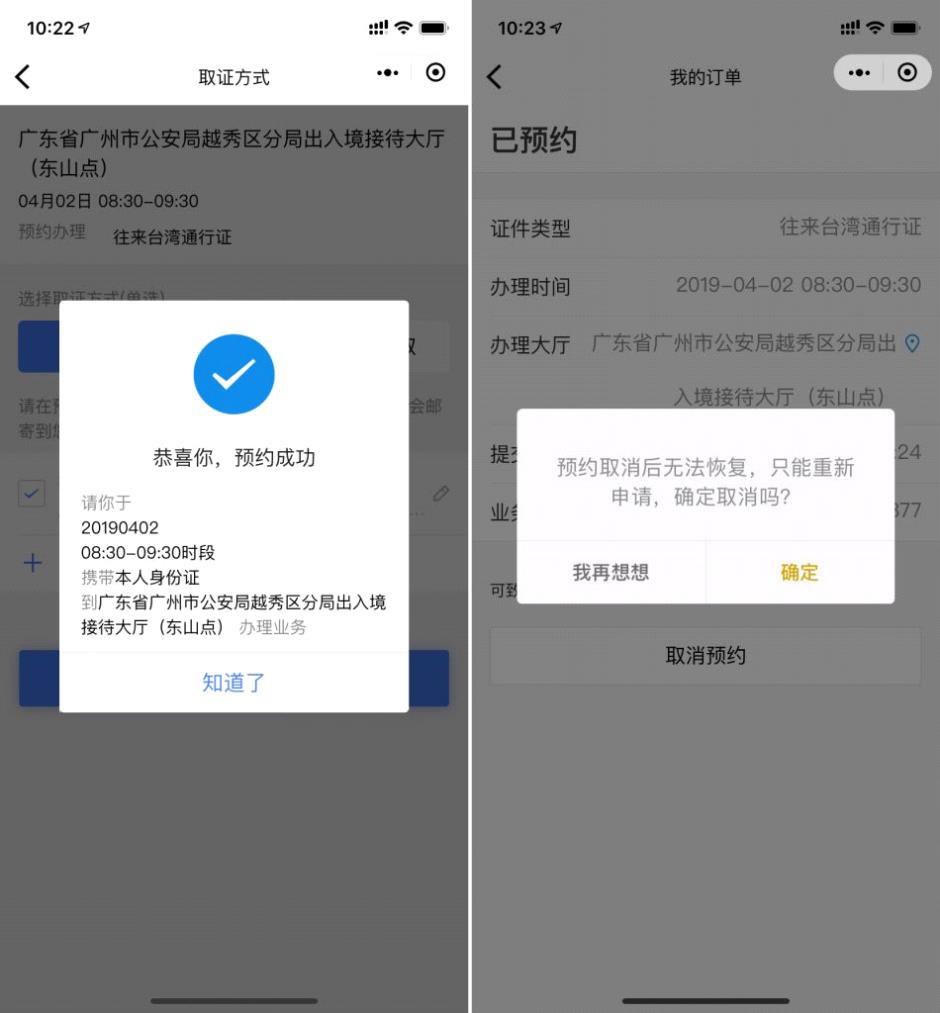 10:22
取证方式
广东省广州市公安局越秀区分局出入境接待大厅
（东山点）
04月02日 08:30-09:30
预约办理 往来台湾通行证
选择取证方式(单选)
请在
会邮
寄到
恭喜你，预约成功
请你于
20190402
08:30-09:30时段
携带本人身份证
到广东省广州市公安局越秀区分局出入境
接待大厅（东山点） 办理业务
知道了
10:23
我的订单
已预约
证件类型 往来台湾通行证
办理时间 2019-04-02 08:30-09:30
办理大厅 广东省广州市公安局越秀区分局出
入境接待大厅（东山点）
提
:24
业
377
可致
预约取消后无法恢复，只能重新
申请，确定取消吗?
我再想想 确定
取消预约